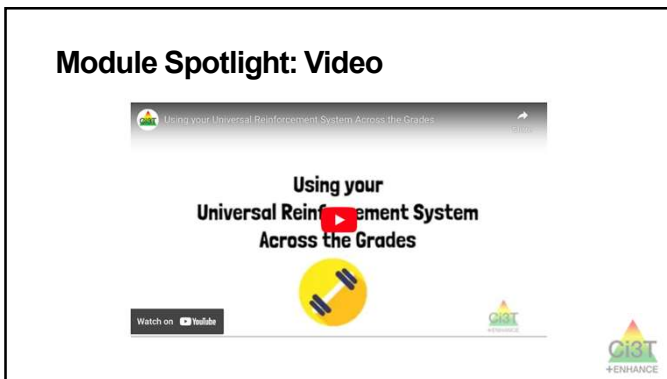 Module Spotlight: Video
Using your Universal Reinforcement System Across the Grades
Share
Using your
Universal Reinforcement System
Across the Grades
Watch on YouTube
Ci3T
+ENHANCE
Ci3T
+ENHANCE